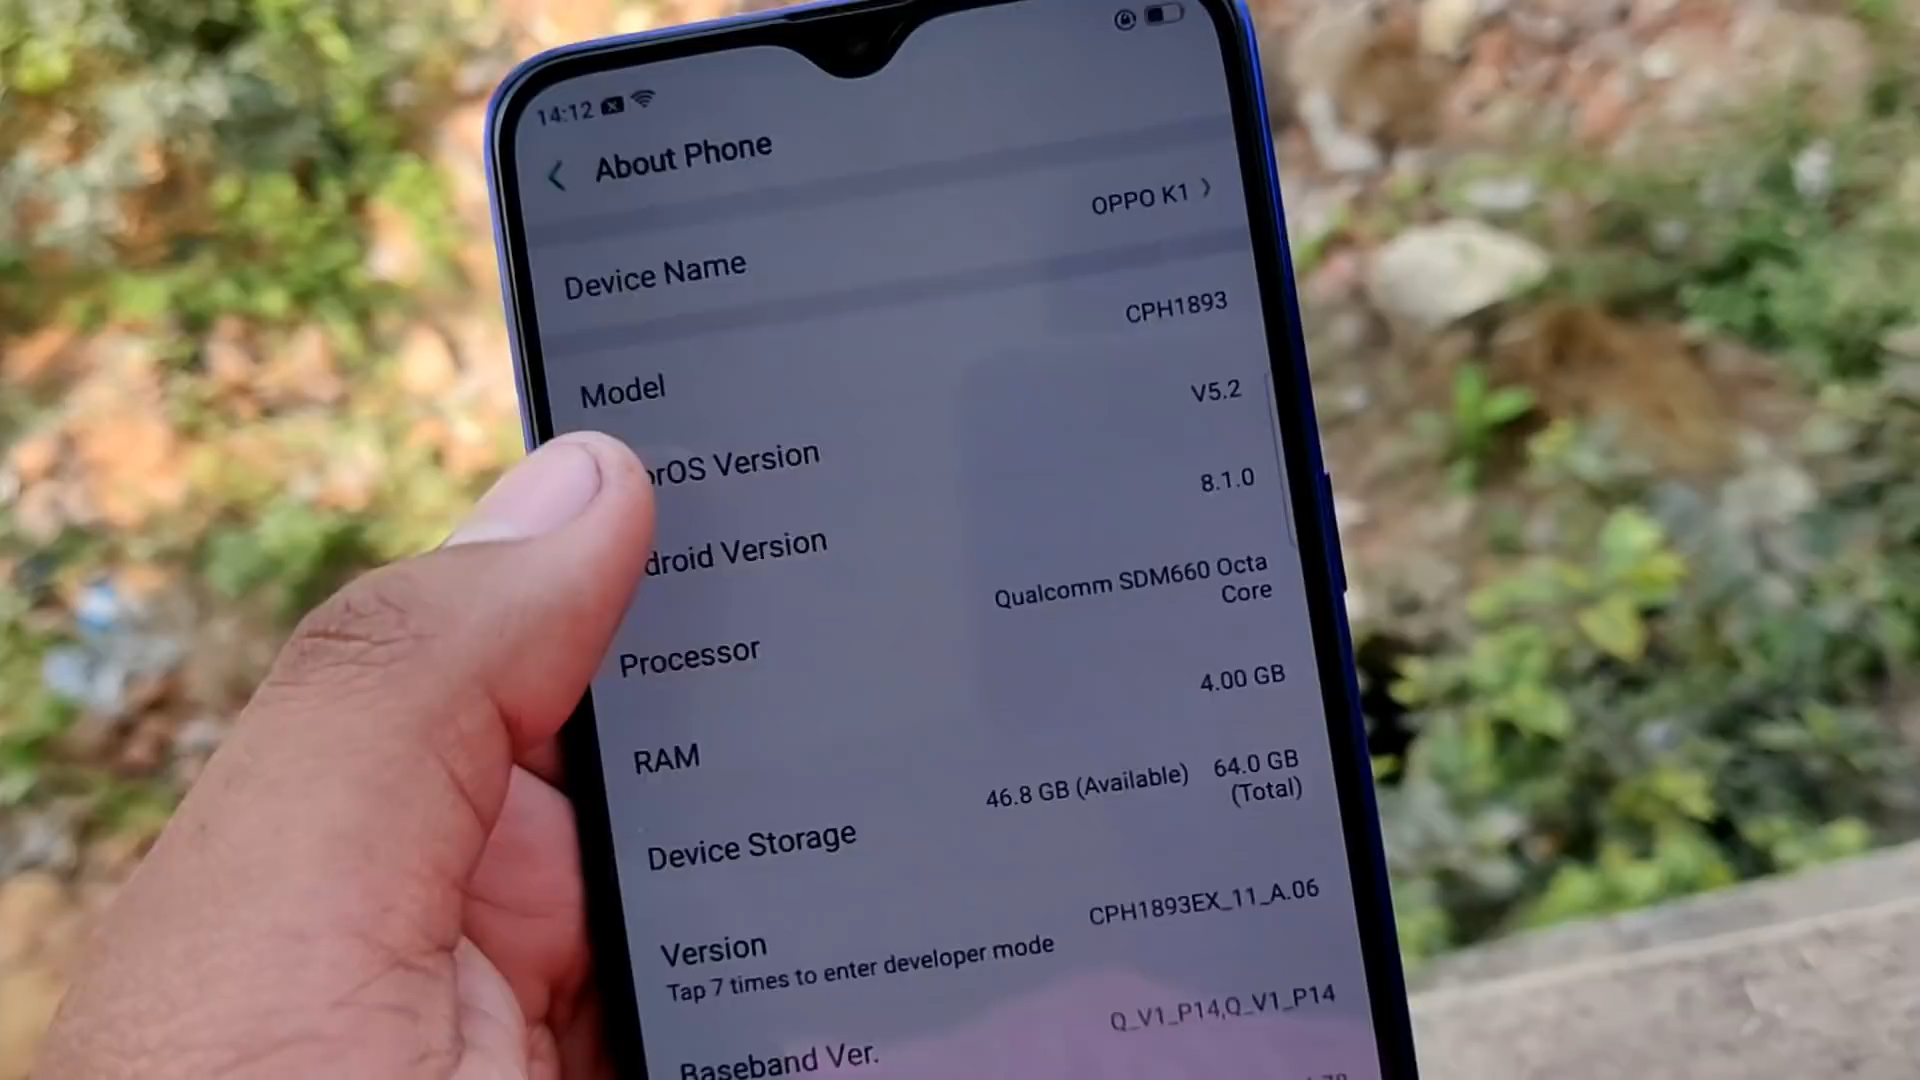 14:12
About Phone
Device Name
OPPO K1
Model
CPH1893
orOS Version
V5.2
droid Version
8.1.0
Processor
Qualcomm SDM660 Octa
Core
RAM
4.00 GB
Device Storage
46.8 GB (Available)
64.0 GB
(Total)
Version
Tap 7 times to enter developer mode
CPH1893EX_11_A.06
Baseband Ver.
Q_V1_P14,Q_V1_P14